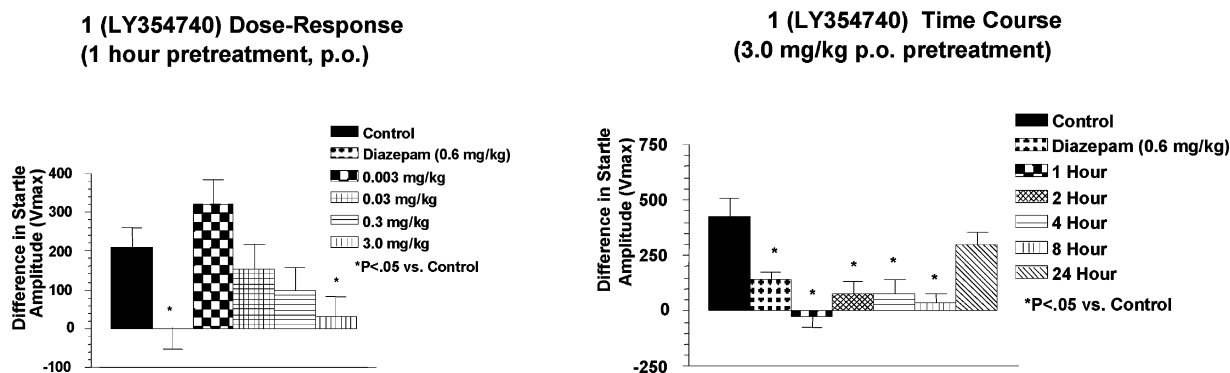 1 (LY354740) Dose-Response
(1 hour pretreatment, p.o.)
Difference in Startle
Amplitude (Vmax)
400
300
200
100
0
-100
*
*
Control
Diazepam (0.6 mg/kg)
0.003 mg/kg
0.03 mg/kg
0.3 mg/kg
3.0 mg/kg
*P<.05 vs. Control
1 (LY354740) Time Course
(3.0 mg/kg p.o. pretreatment)
Difference in Startle
Amplitude (Vmax)
750
500
250
0
-250
*
*
*
*
*
Control
Diazepam (0.6 mg/kg)
1 Hour
2 Hour
4 Hour
8 Hour
24 Hour
*P<.05 vs. Control